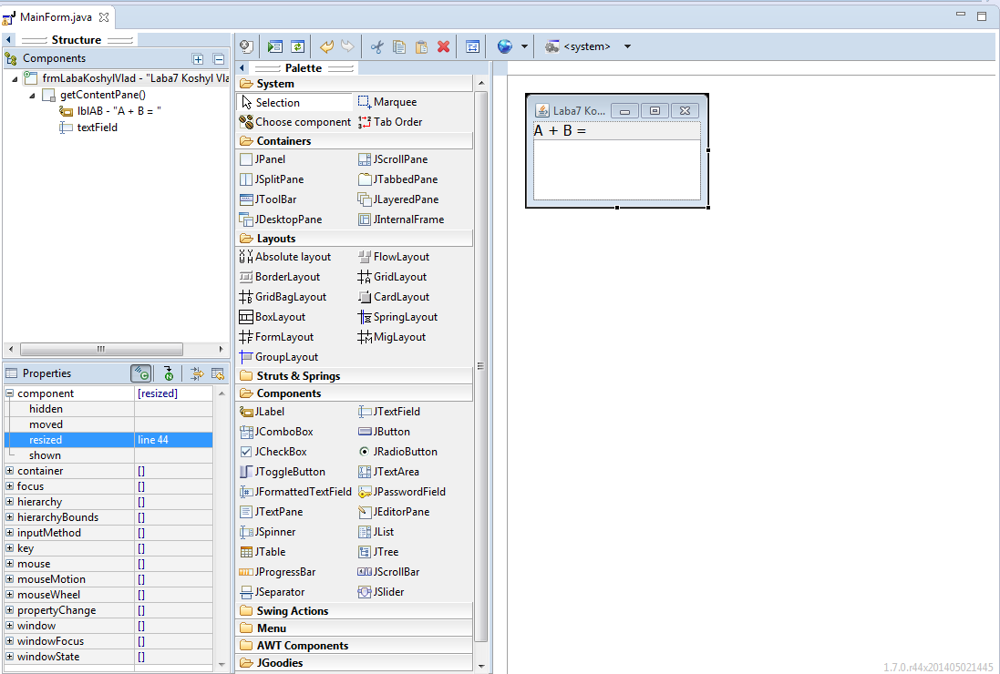 MainForm.java
Structure
Components
frmLabaKoshylVlad - "Laba7 Koshyl Vla
getContentPane()
lblAB - "A + B = "
textField
Properties
component [resized]
hidden
moved
resized line 44
shown
container []
focus []
hierarchy []
hierarchyBounds []
inputMethod []
key []
mouse []
mouseMotion []
mouseWheel []
propertyChange []
window []
windowFocus []
windowState []
<system>
Palette
System
Selection Marquee
Choose component Tab Order
Containers
JPanel JScrollPane
JSplitPane JTabbedPane
JToolBar JLayeredPane
JDesktopPane JInternalFrame
Layouts
Absolute layout FlowLayout
BorderLayout GridLayout
GridBagLayout CardLayout
BoxLayout SpringLayout
FormLayout MigLayout
GroupLayout
Struts & Springs
Components
JLabel JTextField
JComboBox JButton
JCheckBox JRadioButton
JToggleButton JTextArea
JFormattedTextField JPasswordField
JTextPane JEditorPane
JSpinner JList
JTable JTree
JProgressBar JScrollBar
JSeparator JSlider
Swing Actions
Menu
AWT Components
JGoodies
Laba7 Ko...
A + B =
1.7.0.r44x201405021445